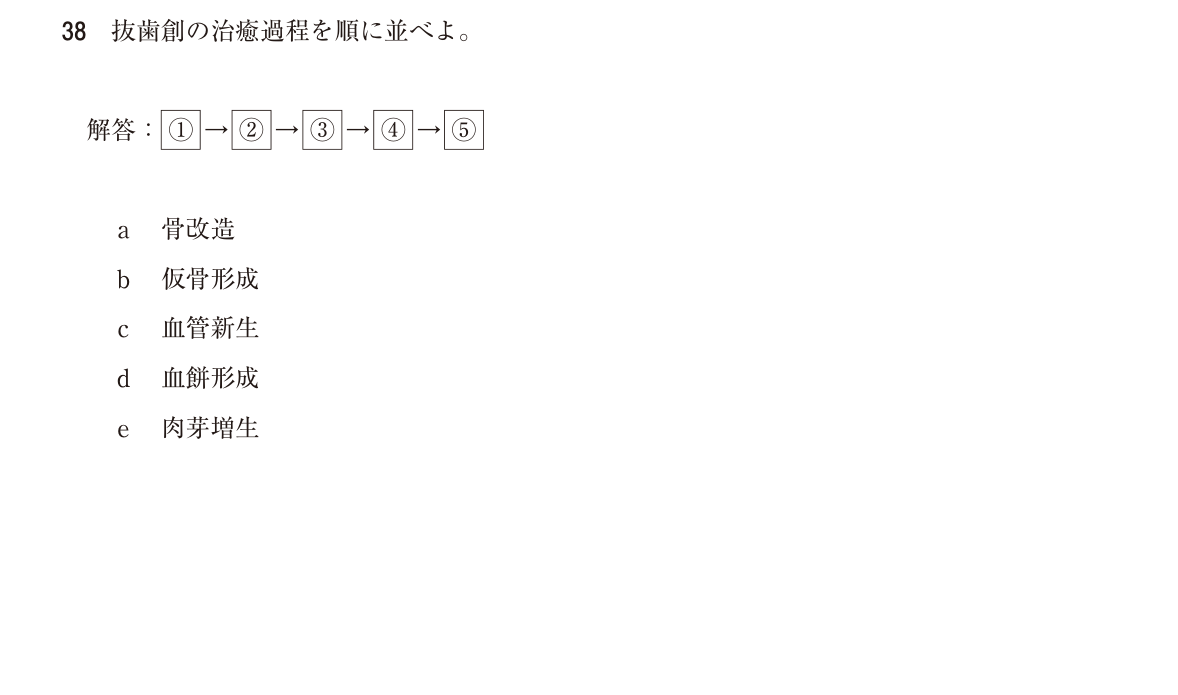 38 抜歯創の治癒過程を順に並べよ。
解答：①→②→③→④→⑤
a 骨改造
b 仮骨形成
c 血管新生
d 血餅形成
e 肉芽増生